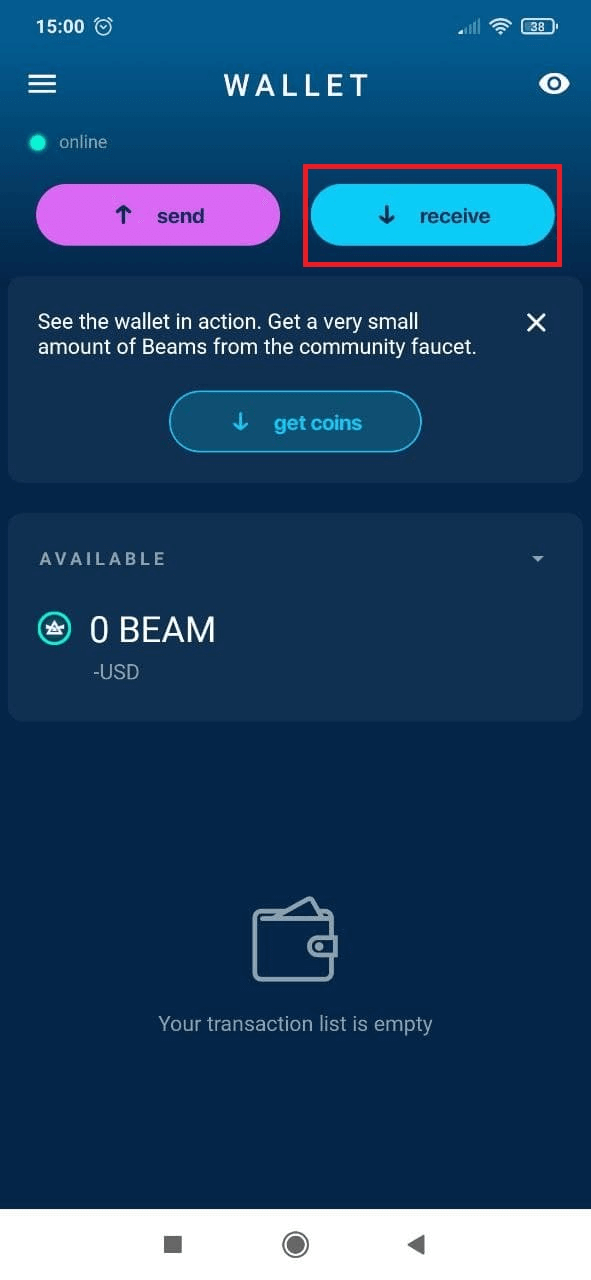 15:00
38
WALLET
online
send
receive
See the wallet in action. Get a very small
amount of Beams from the community faucet.
get coins
AVAILABLE
0 BEAM
-USD
Your transaction list is empty